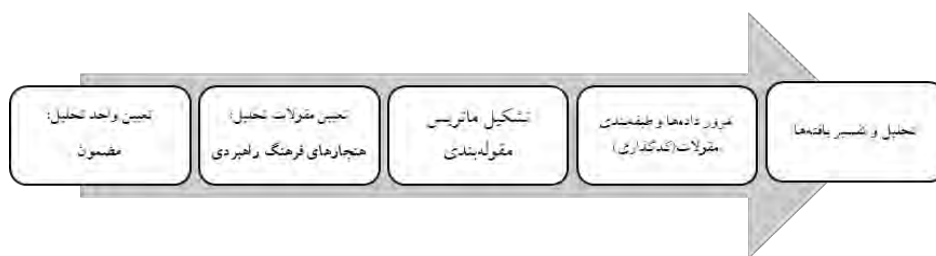 تعیین واحد تحلیل:
مضمون
تعیین مقولات تحلیل:
هنجارهای فرهنگ راهبردی
تشکیل ماتریس
مقوله‌بندی
مرور داده‌ها و طبقه‌بندی
مقولات(کدگذاری)
تحلیل و تفسیر یافته‌ها